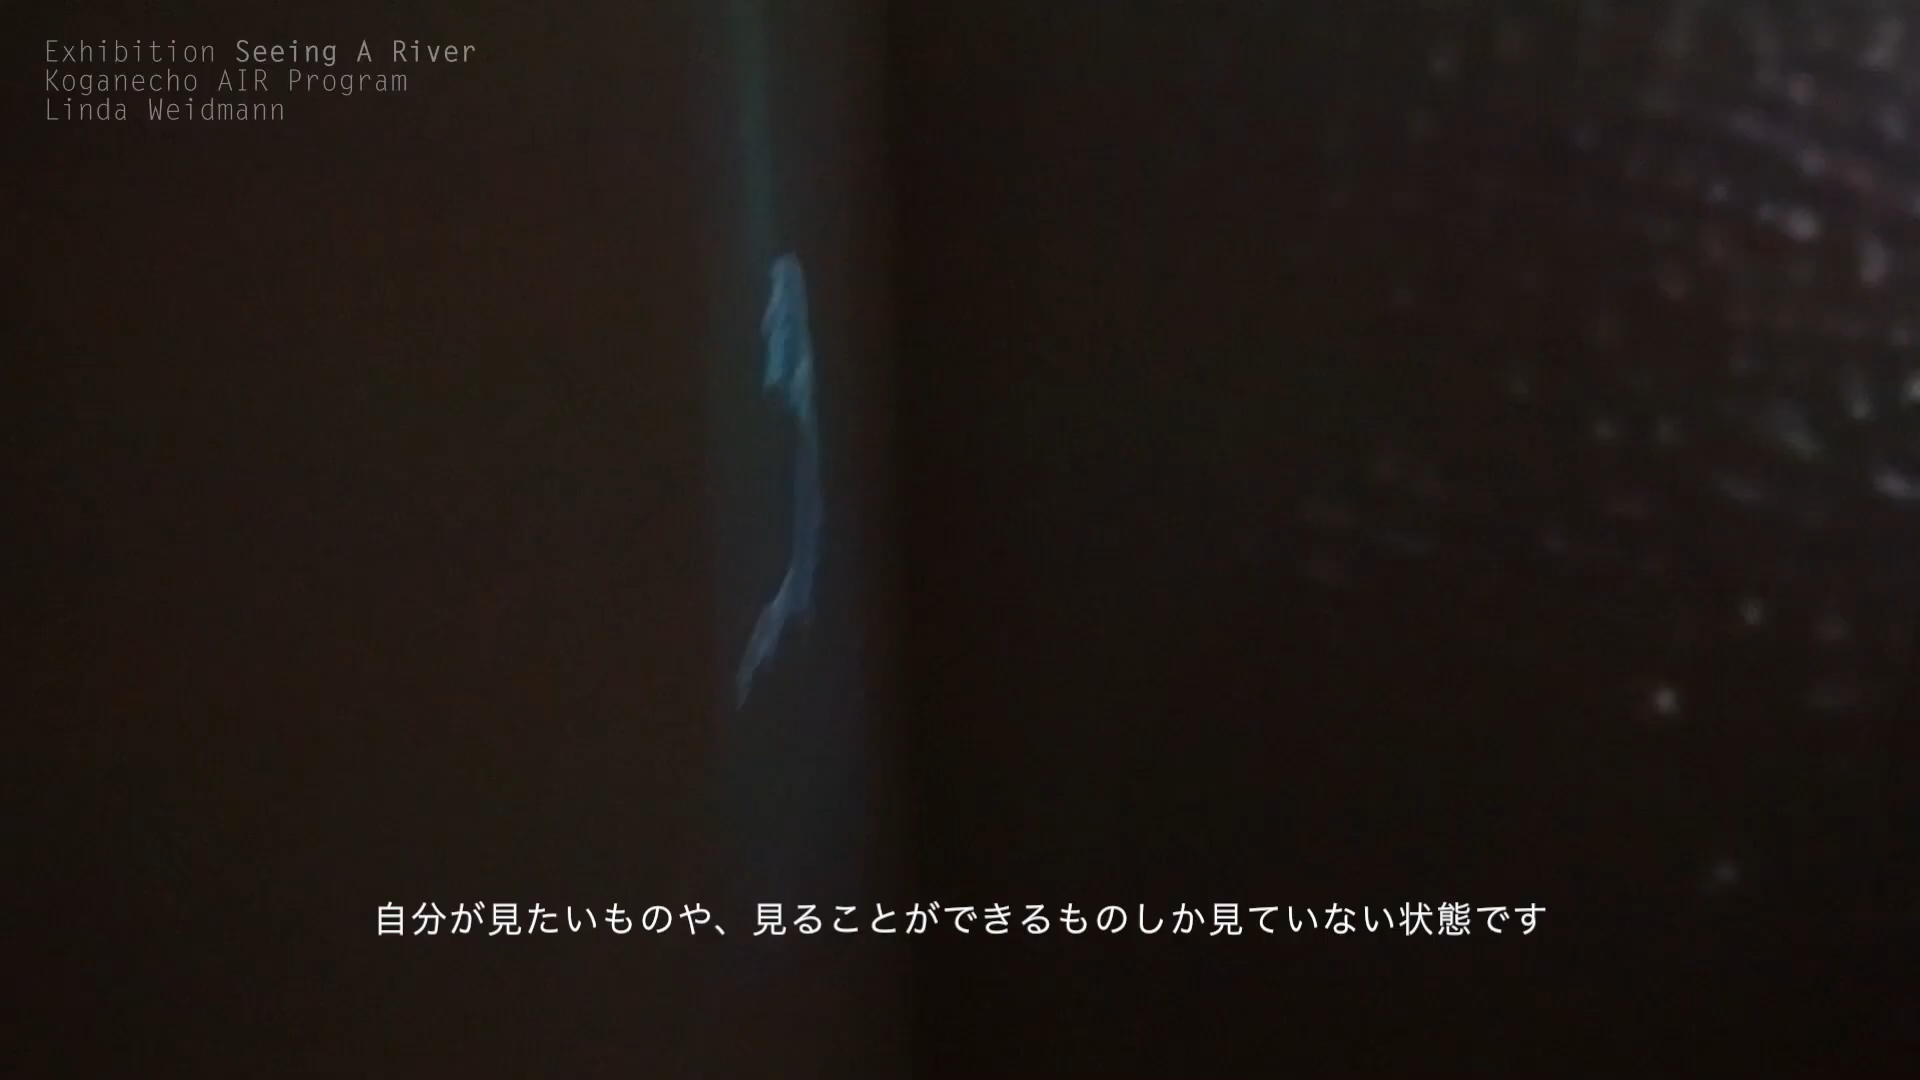 Exhibition Seeing A River
Koganecho AIR Program
Linda Weidmann
自分が見たいものや、見ることができるものしか見ていない状態です